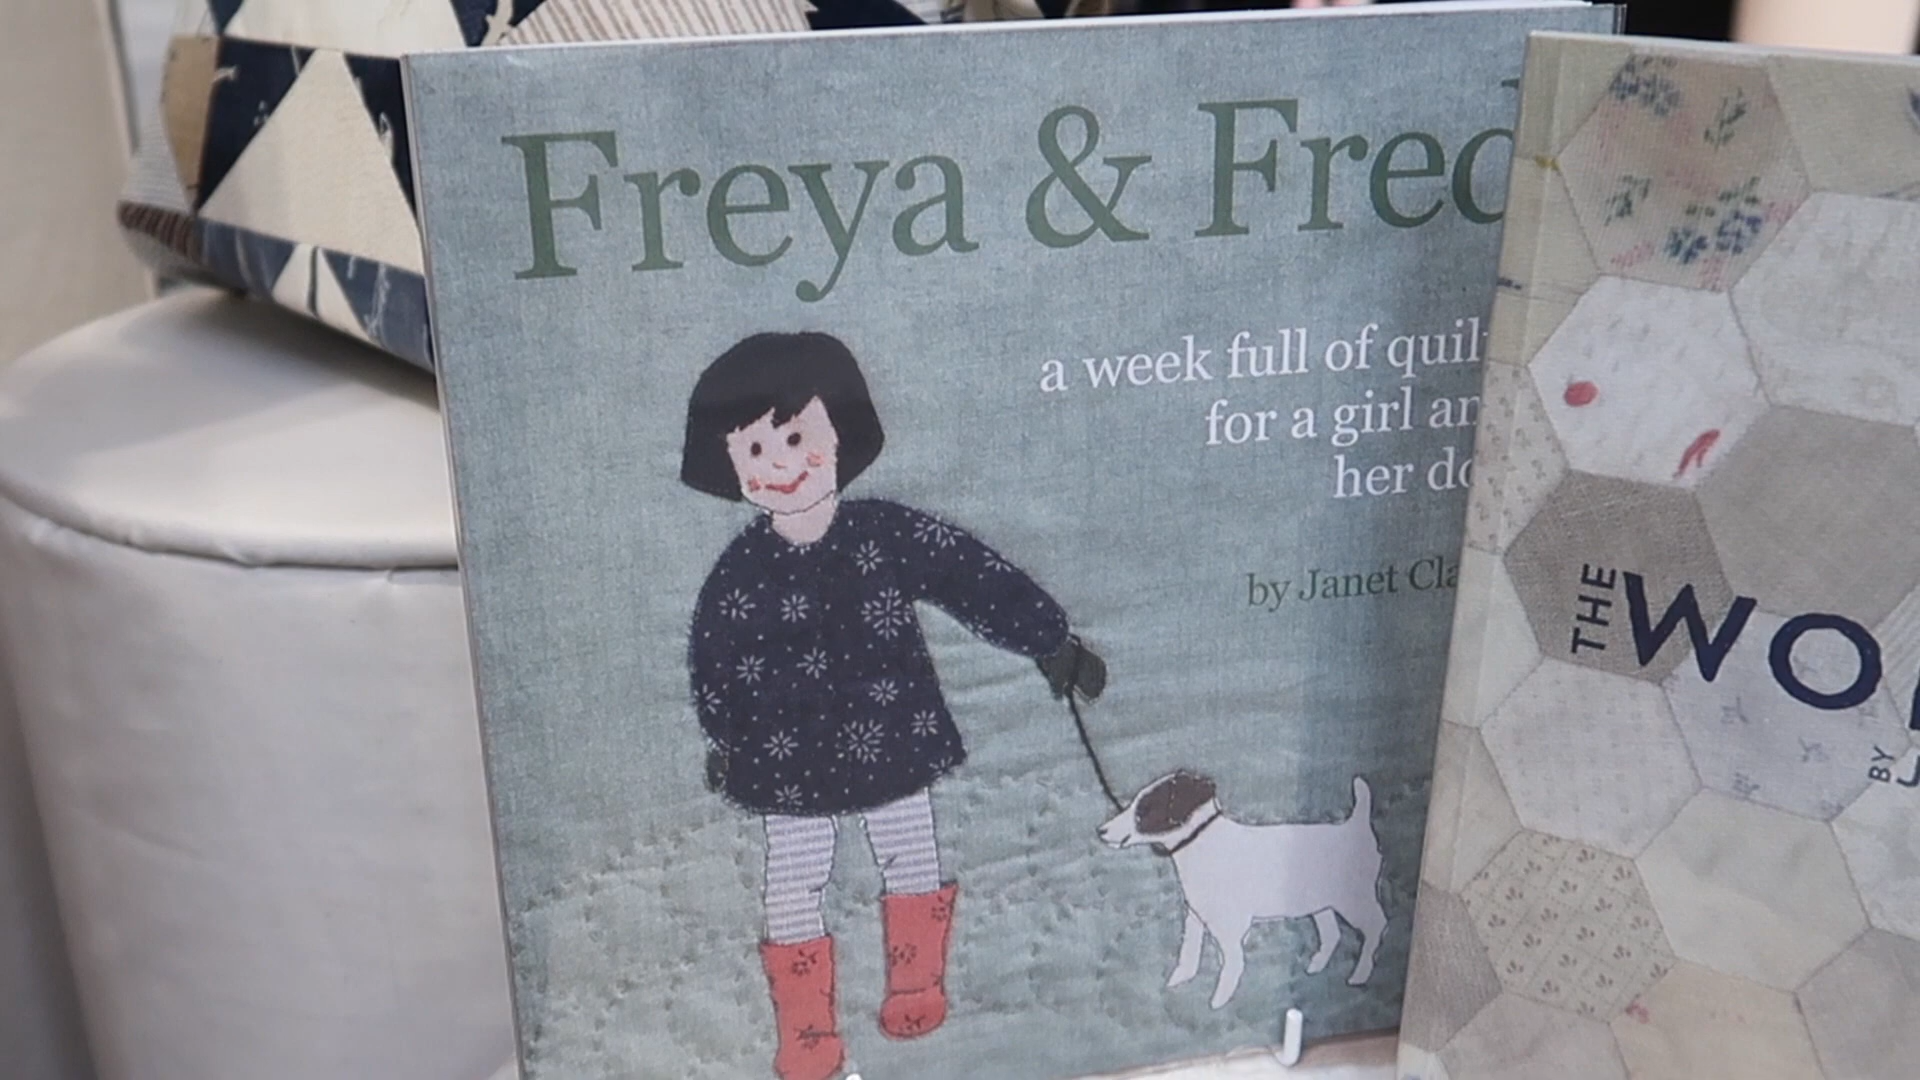 Freya & Fred
a week full of quil
for a girl an
her do
by Janet Cla
THE
WO
BY